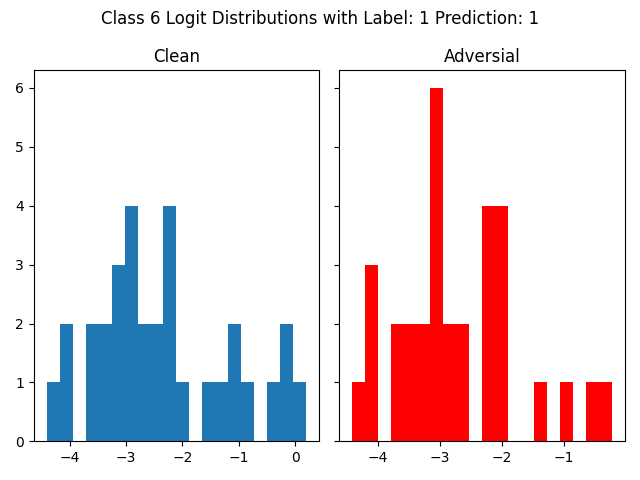 Class 6 Logit Distributions with Label: 1 Prediction: 1
Clean
Adversial
6
5
4
3
2
1
0
−4 −3 −2 −1 0
−4 −3 −2 −1